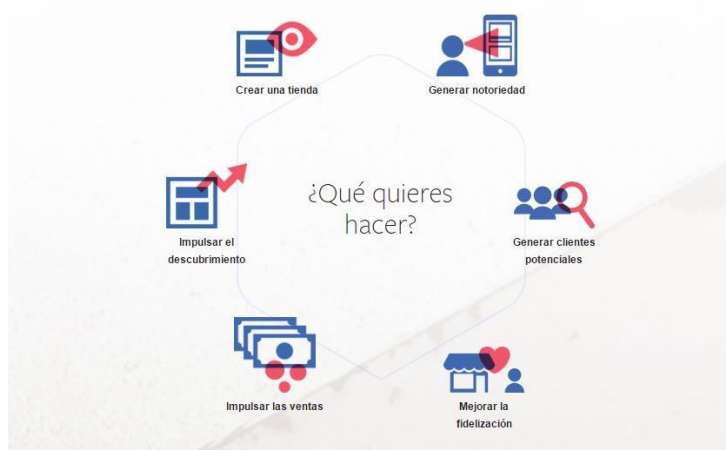 Crear una tienda
Generar notoriedad
¿Qué quieres
hacer?
Impulsar el
descubrimiento
Generar clientes
potenciales
Impulsar las ventas
Mejorar la
fidelización